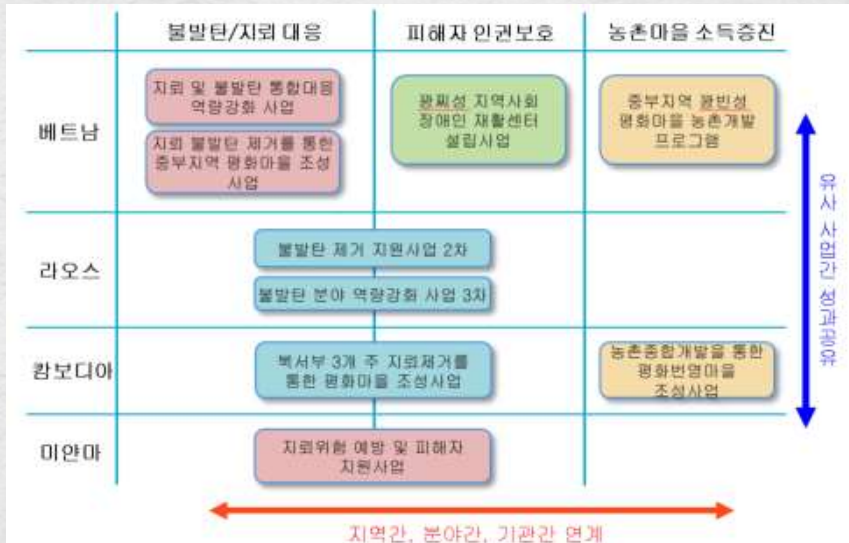 불발탄/지뢰 대응
피해자 인권보호
농촌마을 소득증진
베트남
지뢰 및 불발탄 통합대응
역량강화 사업
지뢰 불발탄 제거를 통한
중부지역 평화마을 조성
사업
꽝찌성 지역사회
장애인 재활센터
설립사업
중부지역 꽝빈성
평화마을 농촌개발
프로그램
라오스
불발탄 제거 지원사업 2차
불발탄 분야 역량강화 사업 3차
캄보디아
북서부 3개 주 지뢰제거를
통한 평화마을 조성사업
농촌종합개발을 통한
평화번영마을
조성사업
미얀마
지뢰위험 예방 및 피해자
지원사업
유사 사업간 성과공유
지역간, 분야간, 기관간 연계